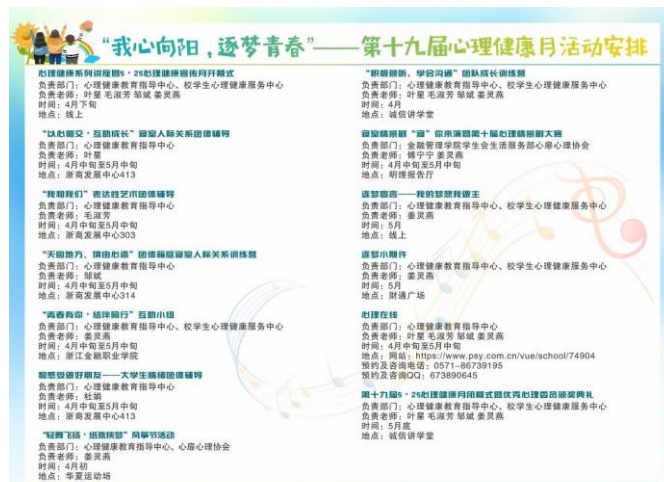 “我心向阳，逐梦青春”——第十九届心理健康月活动安排
心理健康系列讲座暨5·25心理健康宣传月开幕式
负责部门：心理健康教育指导中心、校学生心理健康服务中心
负责老师：叶星 毛淑芳 邹斌 姜灵燕
时间：4月下旬
地点：线上
“以心相交·互助成长”寝室人际关系团体辅导
负责部门：心理健康教育指导中心
负责老师：叶星
时间：4月中旬至5月中旬
地点：浙商发展中心413
“我和我们”表达性艺术团体辅导
负责部门：心理健康教育指导中心
负责老师：毛淑芳
时间：4月中旬至5月中旬
地点：浙商发展中心303
“天圆地方、境由心造”团体箱庭寝室人际关系训练营
负责部门：心理健康教育指导中心
负责老师：邹斌
时间：4月中旬至5月中旬
地点：浙商发展中心314
“青春有你·结伴同行”互助小组
负责部门：心理健康教育指导中心、校学生心理健康服务中心
负责老师：姜灵燕
时间：4月中旬至5月中旬
地点：浙江金融职业学院
和感受做好朋友——大学生情绪团体辅导
负责部门：心理健康教育指导中心
负责老师：杜娟
时间：4月中旬至5月中旬
地点：浙商发展中心413
“轻舞飞扬·纸鸢携梦”风筝节活动
负责部门：心理健康教育指导中心、心扉心理协会
负责老师：姜灵燕
时间：4月初
地点：华夏运动场
“积极倾听、学会沟通”团队成长训练营
负责部门：心理健康教育指导中心、校学生心理健康服务中心
负责老师：叶星 毛淑芳 邹斌 姜灵燕
时间：4月
地点：诚信讲学堂
寝室情景剧“寝”你来演暨第十届心理情景剧大赛
负责部门：金融管理学院学生会生活服务部心扉心理协会
负责老师：傅宁宁 姜灵燕
时间：4月中旬至5月中旬
地点：明理报告厅
逐梦宣言——我的梦想我做主
负责部门：心理健康教育指导中心、校学生心理健康服务中心
负责老师：姜灵燕
时间：5月
地点：线上
逐梦小期许
负责部门：心理健康教育指导中心、校学生心理健康服务中心
负责老师：姜灵燕
时间：5月
地点：财通广场
心理在线
负责部门：心理健康教育指导中心
负责老师：叶星 毛淑芳 邹斌 姜灵燕
时间：4月中旬至5月中旬
地点：网站：https://www.psy.com.cn/vue/school/74904
预约及咨询电话：0571-86739195
预约及咨询QQ：673890645
第十九届5·25心理健康月闭幕式暨优秀心理委员颁奖典礼
负责部门：心理健康教育指导中心、校学生心理健康服务中心
负责老师：叶星 毛淑芳 邹斌 姜灵燕
时间：5月底
地点：诚信讲学堂